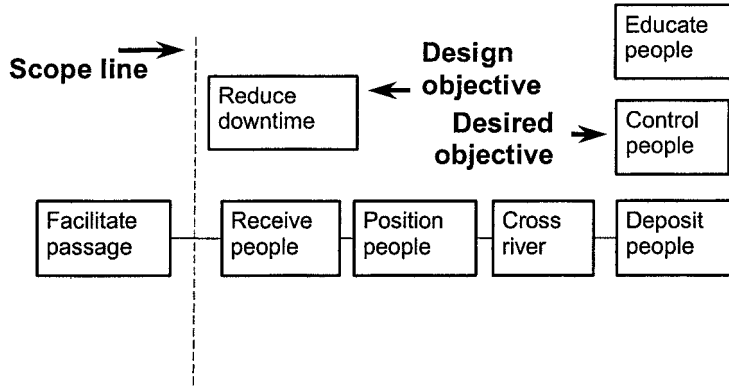 Educate
people
Scope line
Design
objective
Reduce
downtime
Desired
objective
Control
people
Facilitate
passage
Receive
people
Position
people
Cross
river
Deposit
people